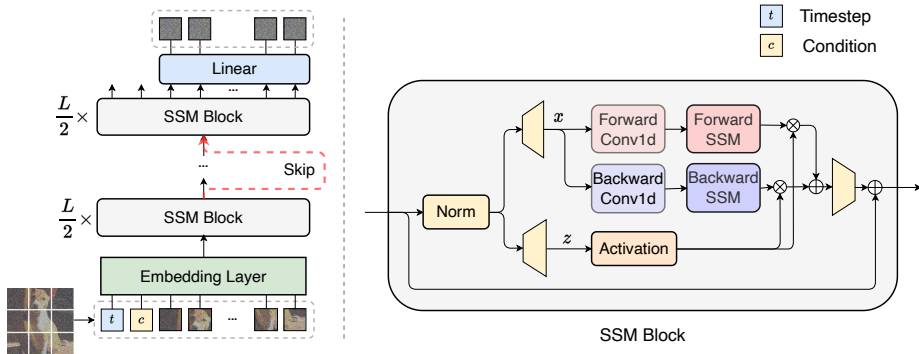 Linear
...
L/2 ×
SSM Block
...
Skip
L/2 ×
SSM Block
Embedding Layer
t
c
...
t Timestep
c Condition
x
Forward
Conv1d
Forward
SSM
Backward
Conv1d
Backward
SSM
Norm
z
Activation
SSM Block